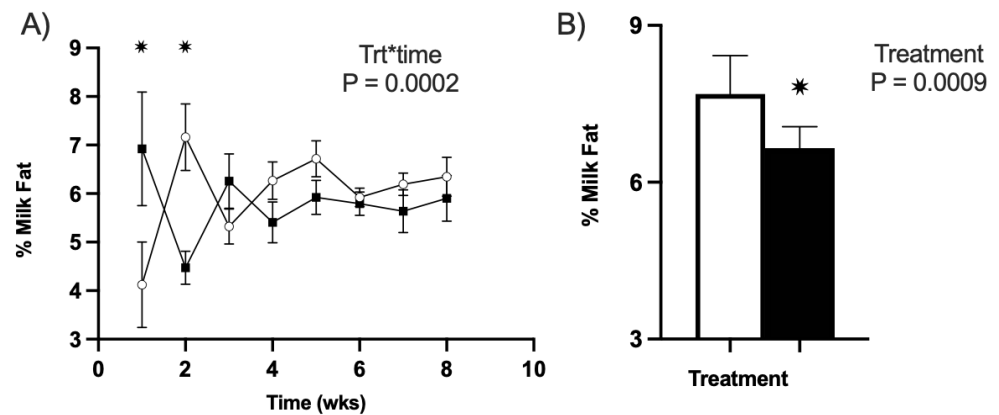 A)
Trt*time
P = 0.0002
% Milk Fat
9
8
7
6
5
4
3
0
2
4
6
8
10
Time (wks)
B)
Treatment
P = 0.0009
% Milk Fat
9
6
3
Treatment